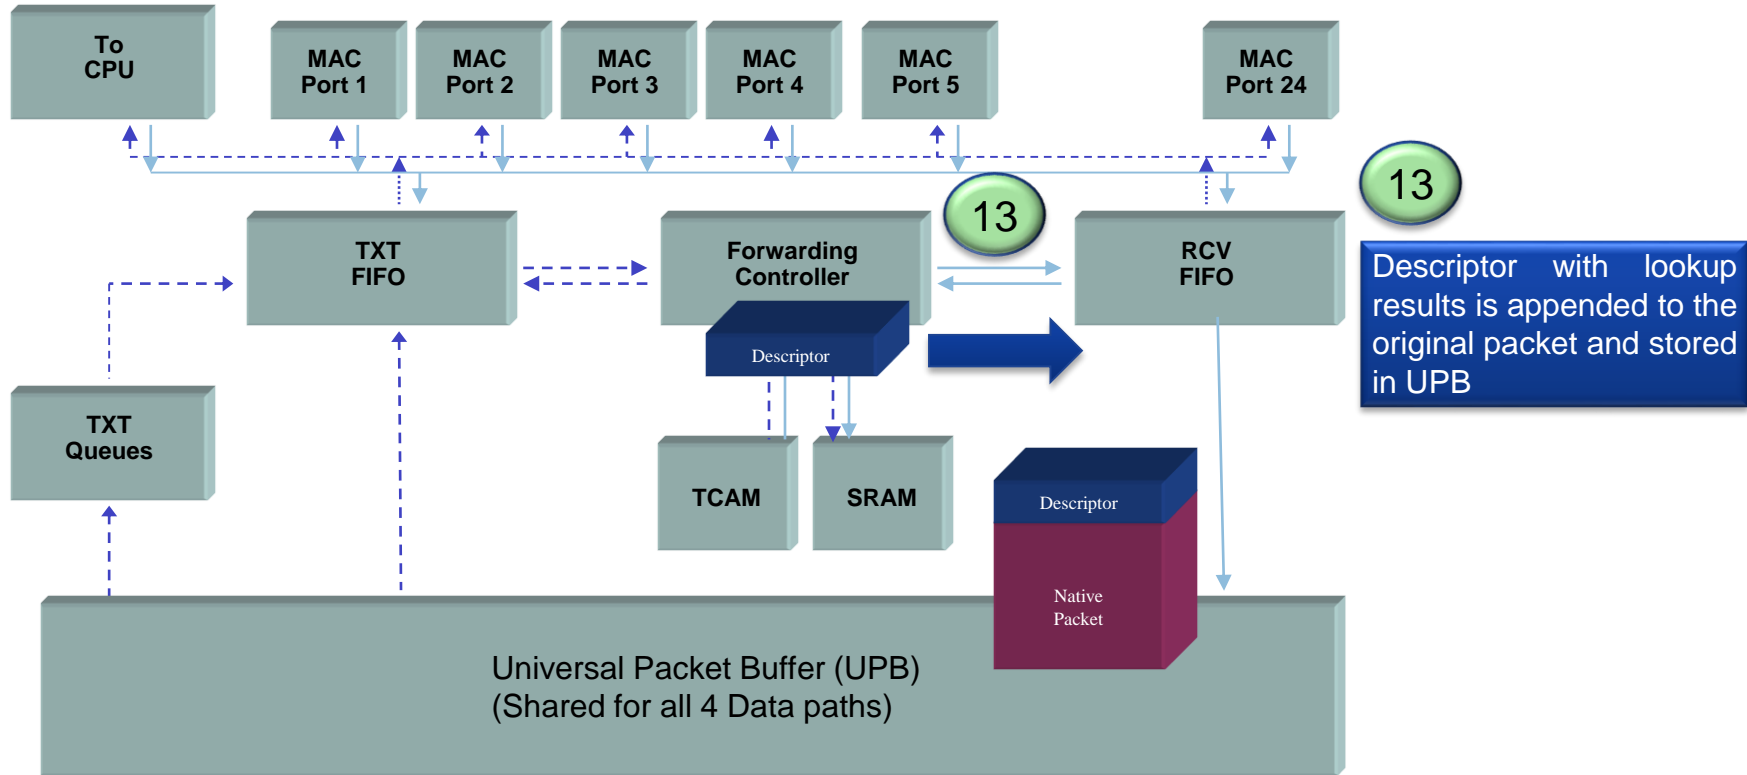 To
CPU
MAC
Port 1
MAC
Port 2
MAC
Port 3
MAC
Port 4
MAC
Port 5
MAC
Port 24
13
13
TXT
FIFO
Forwarding
Controller
RCV
FIFO
Descriptor with lookup
results is appended to the
original packet and stored
in UPB
Descriptor
TXT
Queues
TCAM
SRAM
Descriptor
Native
Packet
Universal Packet Buffer (UPB)
(Shared for all 4 Data paths)